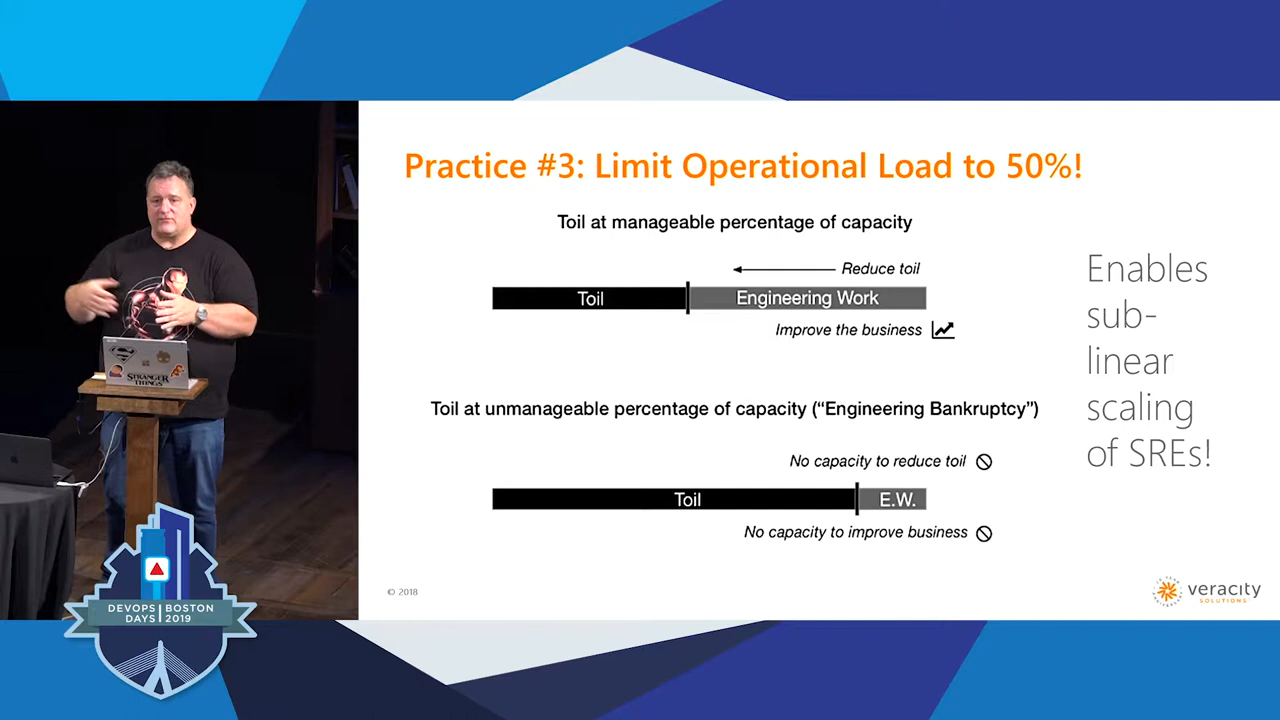 Practice #3: Limit Operational Load to 50%!
Toil at manageable percentage of capacity
Reduce toil
Toil
Engineering Work
Improve the business
Toil at unmanageable percentage of capacity (“Engineering Bankruptcy”)
No capacity to reduce toil
Toil
E.W.
No capacity to improve business
Enables
sub-
linear
scaling
of SREs!
© 2018
veracity
SOLUTIONS
STRANGER
THINGS
DEVOPS
DAYS
BOSTON
2019